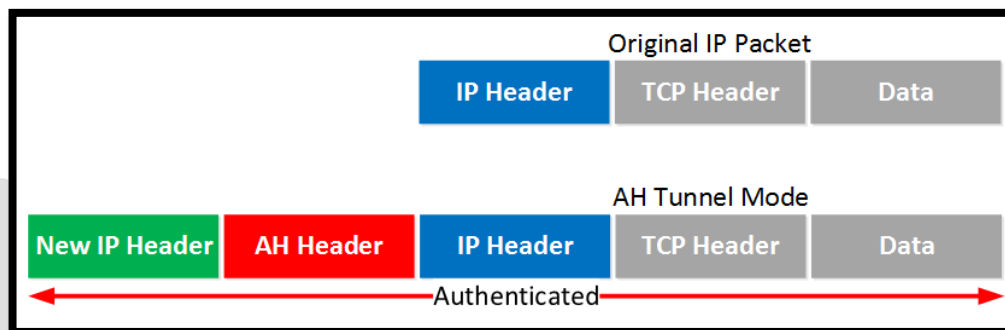 Original IP Packet
IP Header TCP Header Data
AH Tunnel Mode
New IP Header AH Header IP Header TCP Header Data
Authenticated